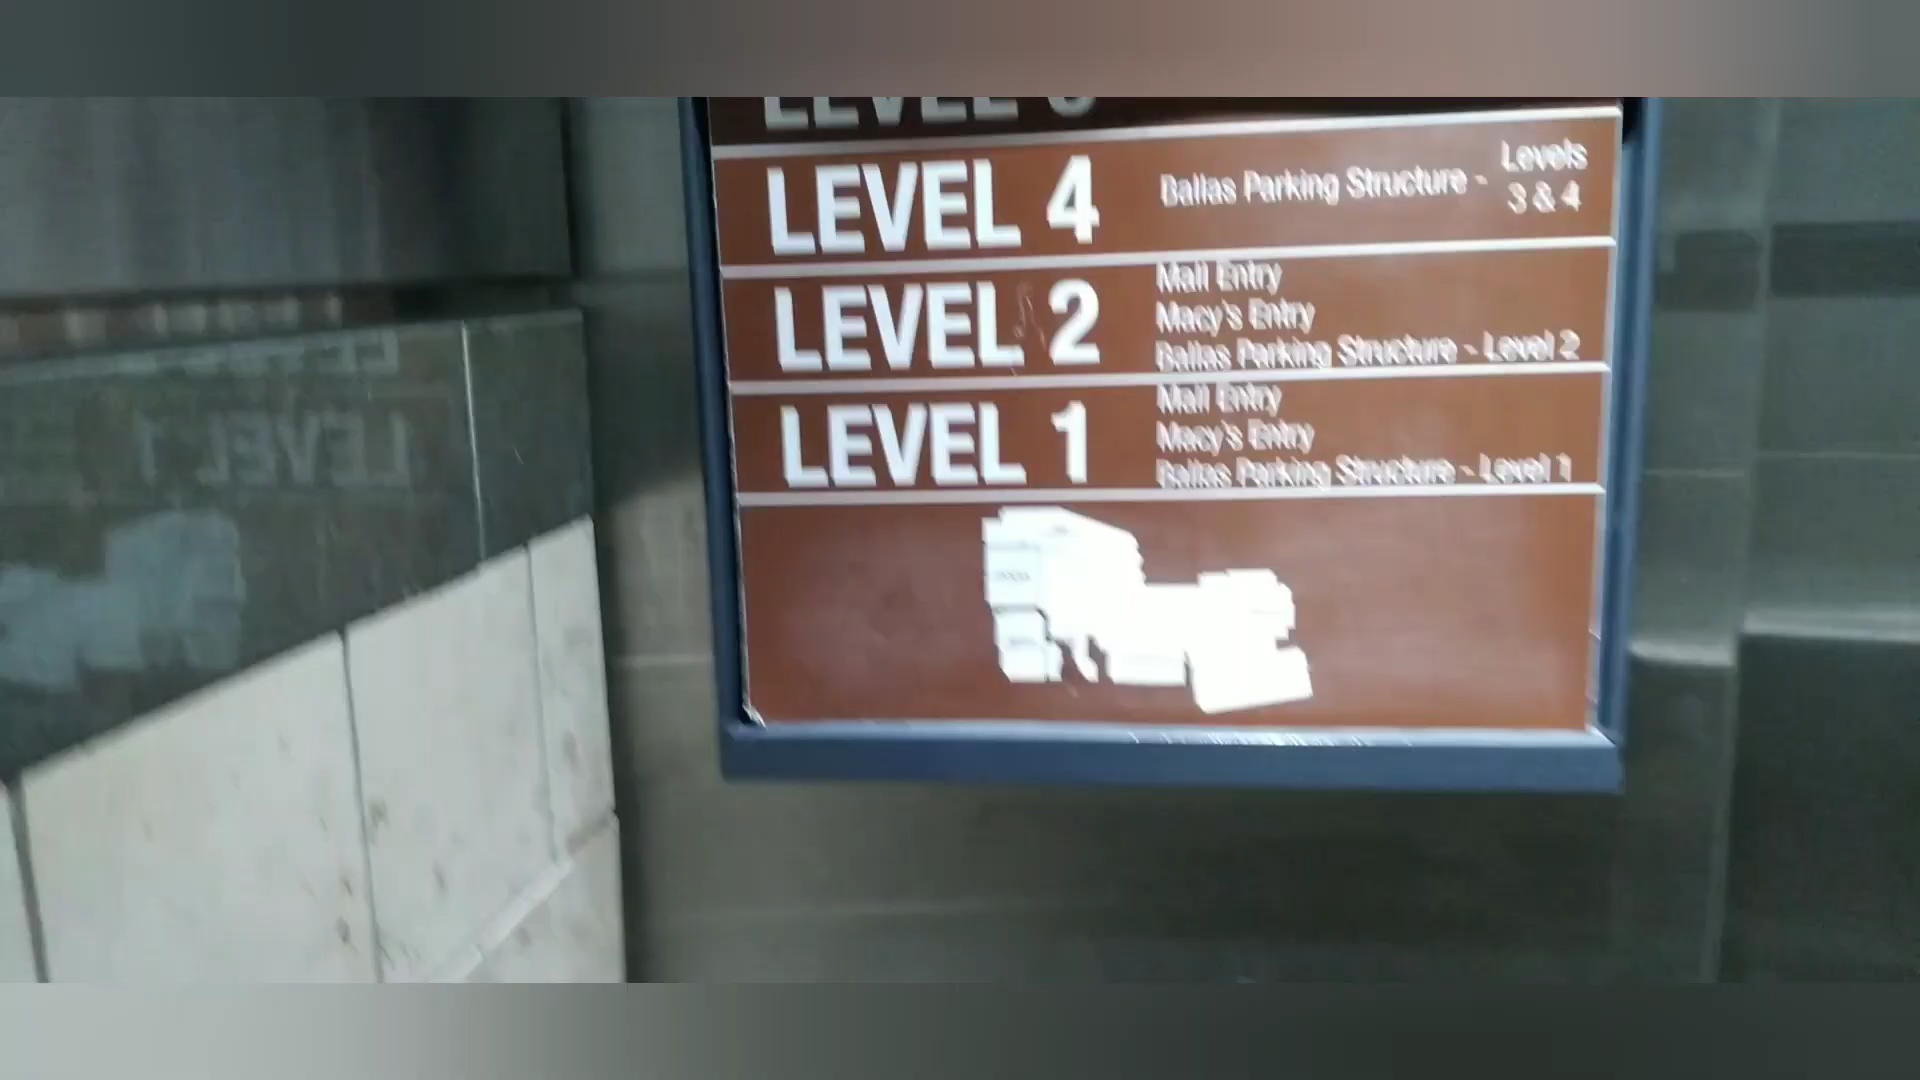 LEVEL
LEVEL 4
Ballas Parking Structure -
Levels
3 & 4
LEVEL 2
Mall Entry
Macy's Entry
Ballas Parking Structure - Level 2
LEVEL 1
Mall Entry
Macy's Entry
Ballas Parking Structure - Level 1